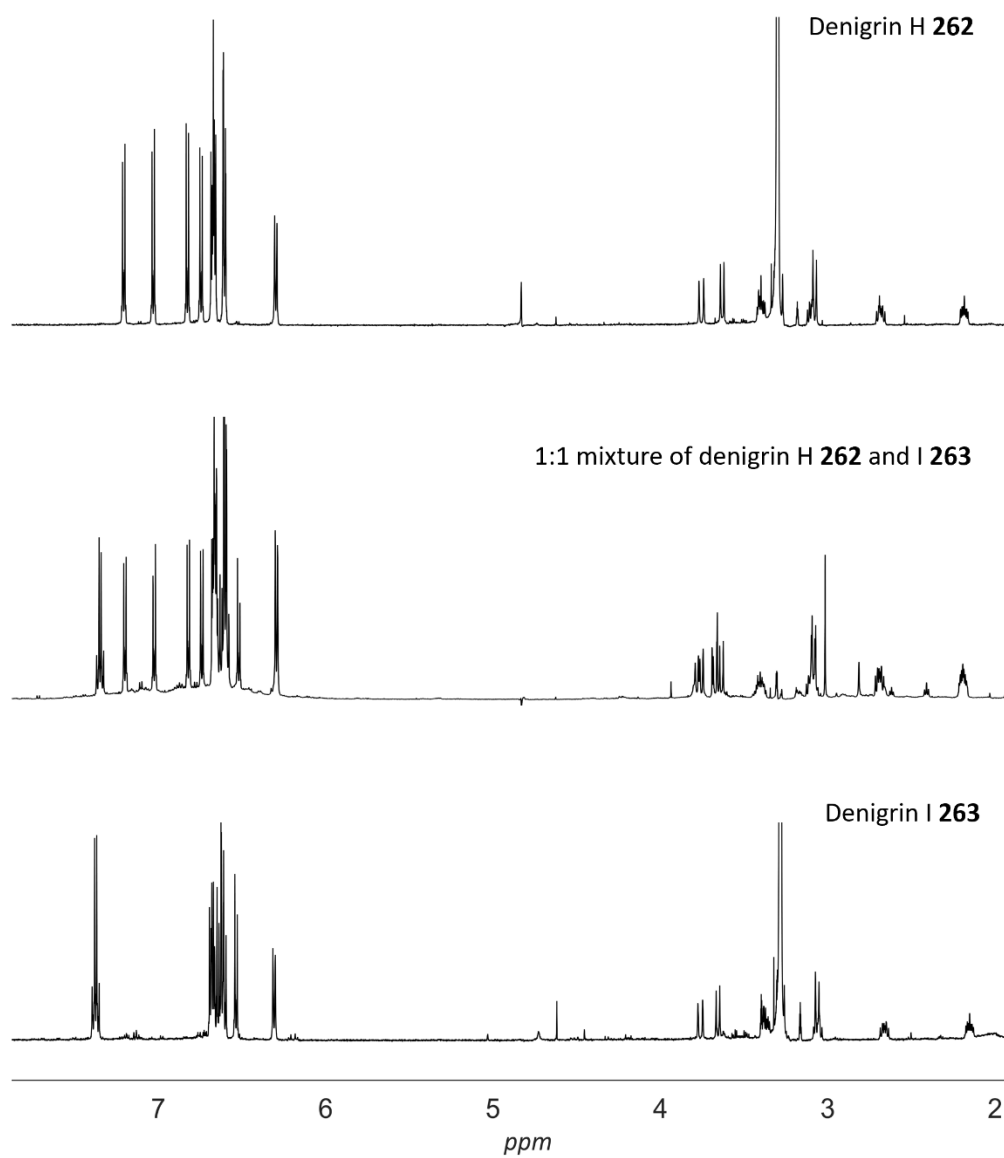 Denigrin H 262
1:1 mixture of denigrin H 262 and I 263
Denigrin I 263
7 6 5 4 3 2
ppm